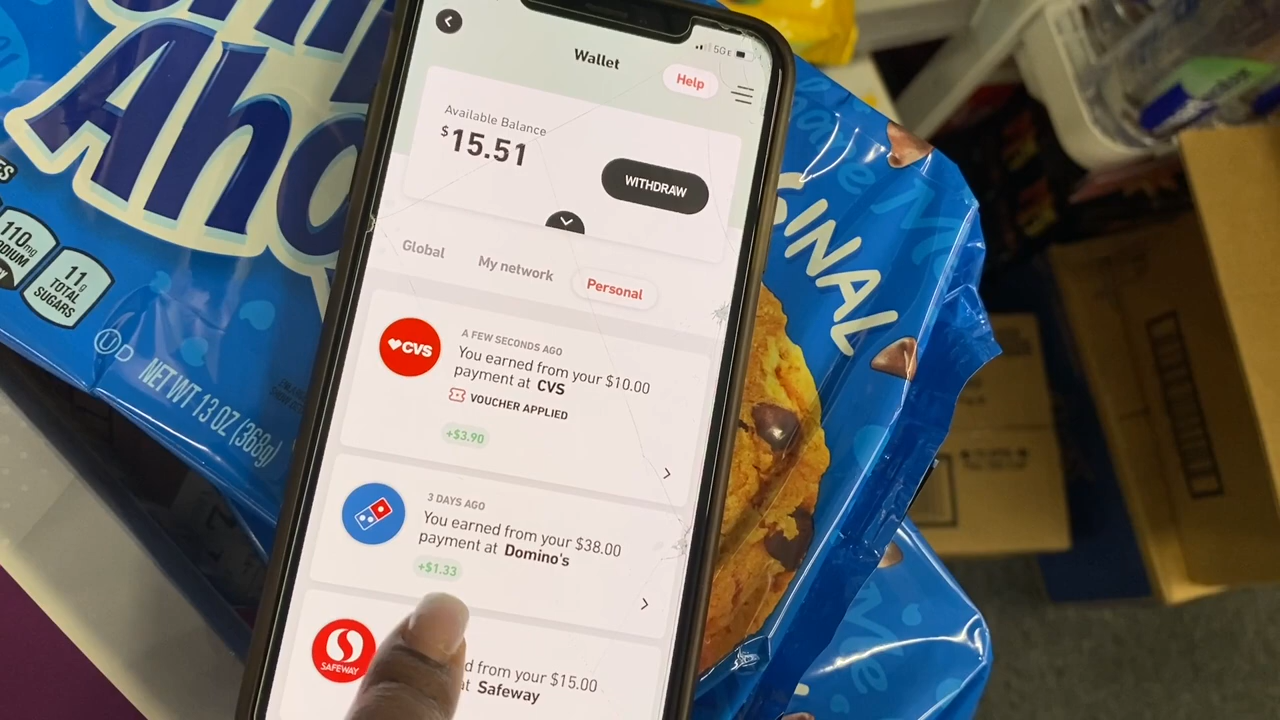 Aho
110mg
11g
TOTAL
SUGARS
NET WT 13 OZ (368g)
Wallet
5GE
Help
Available Balance
$15.51
WITHDRAW
Global
My network
Personal
♥CVS
A FEW SECONDS AGO
You earned from your $10.00
payment at CVS
VOUCHER APPLIED
+$3.90
3 DAYS AGO
You earned from your $38.00
payment at Domino's
+$1.33
SAFEWAY
d from your $15.00
at Safeway
GINAL